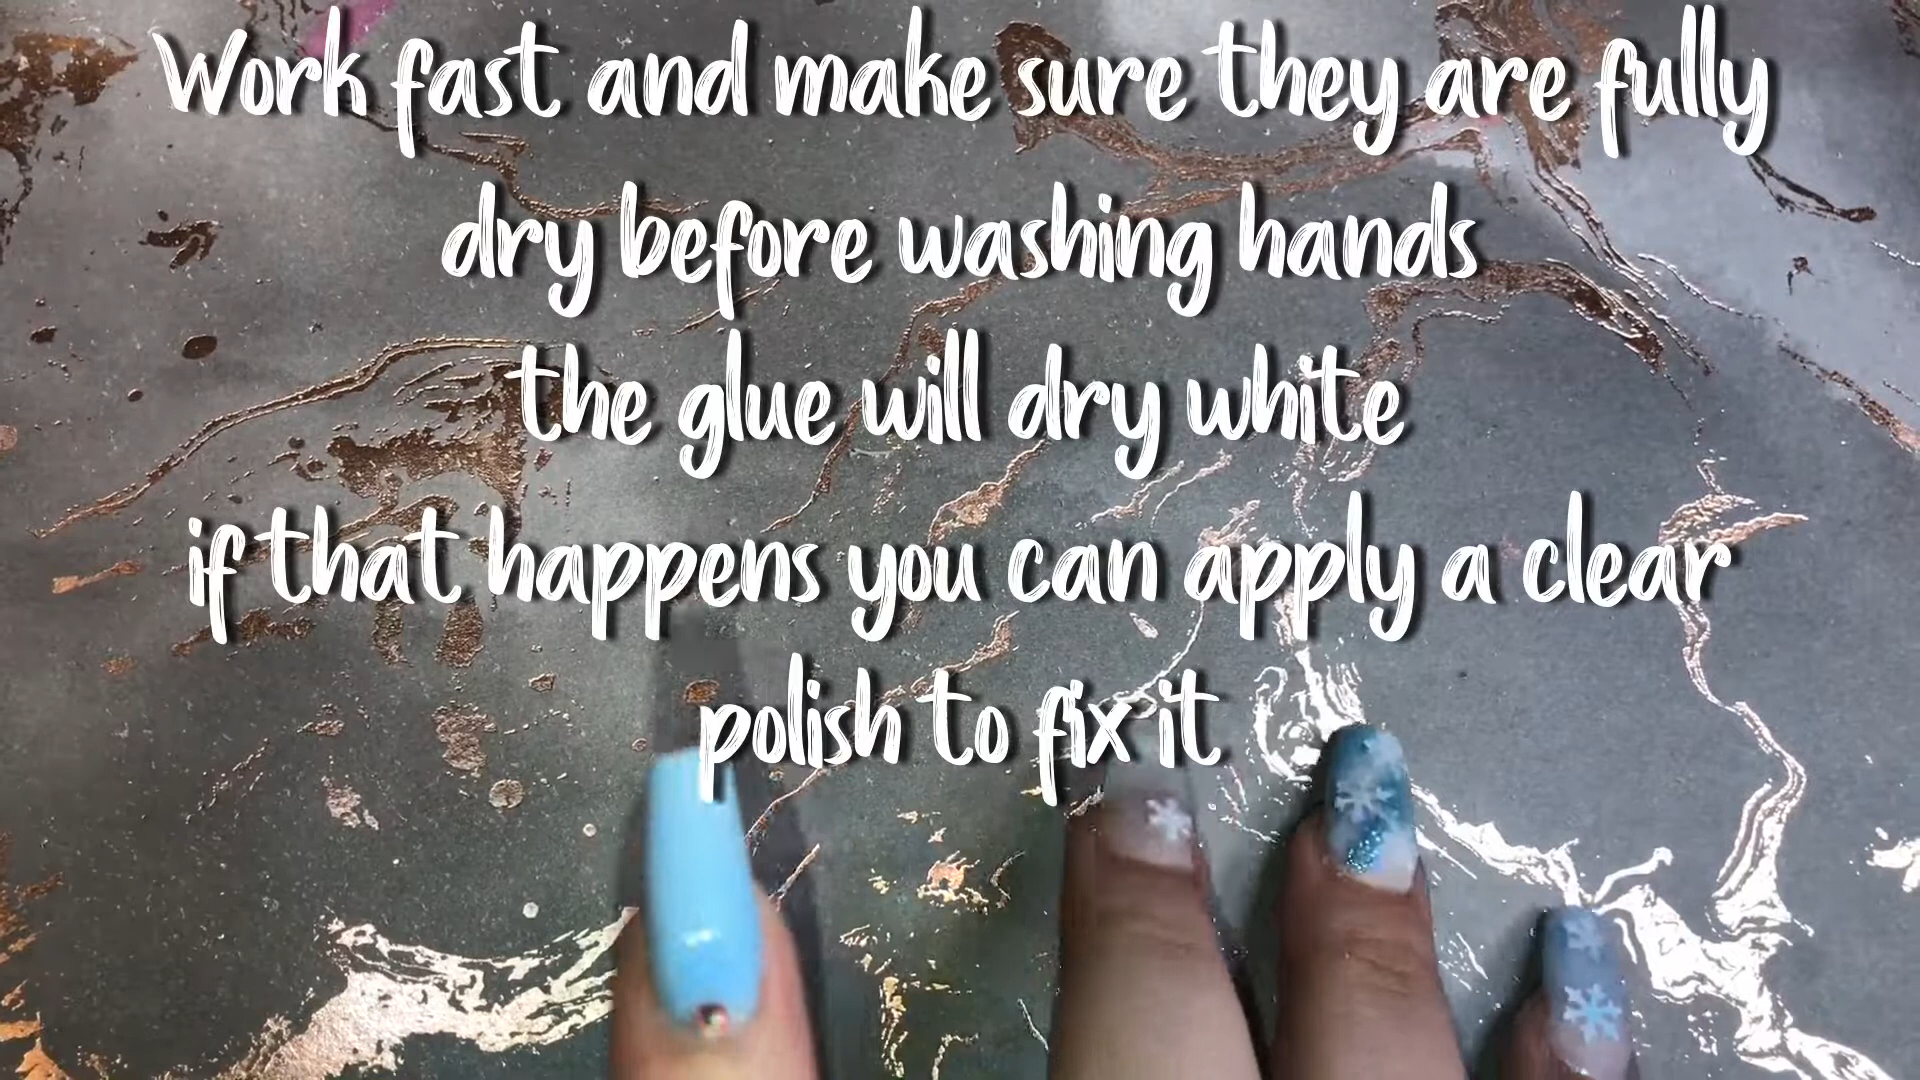 Work fast and make sure they are fully
dry before washing hands
the glue will dry white
if that happens you can apply a clear
polish to fix it